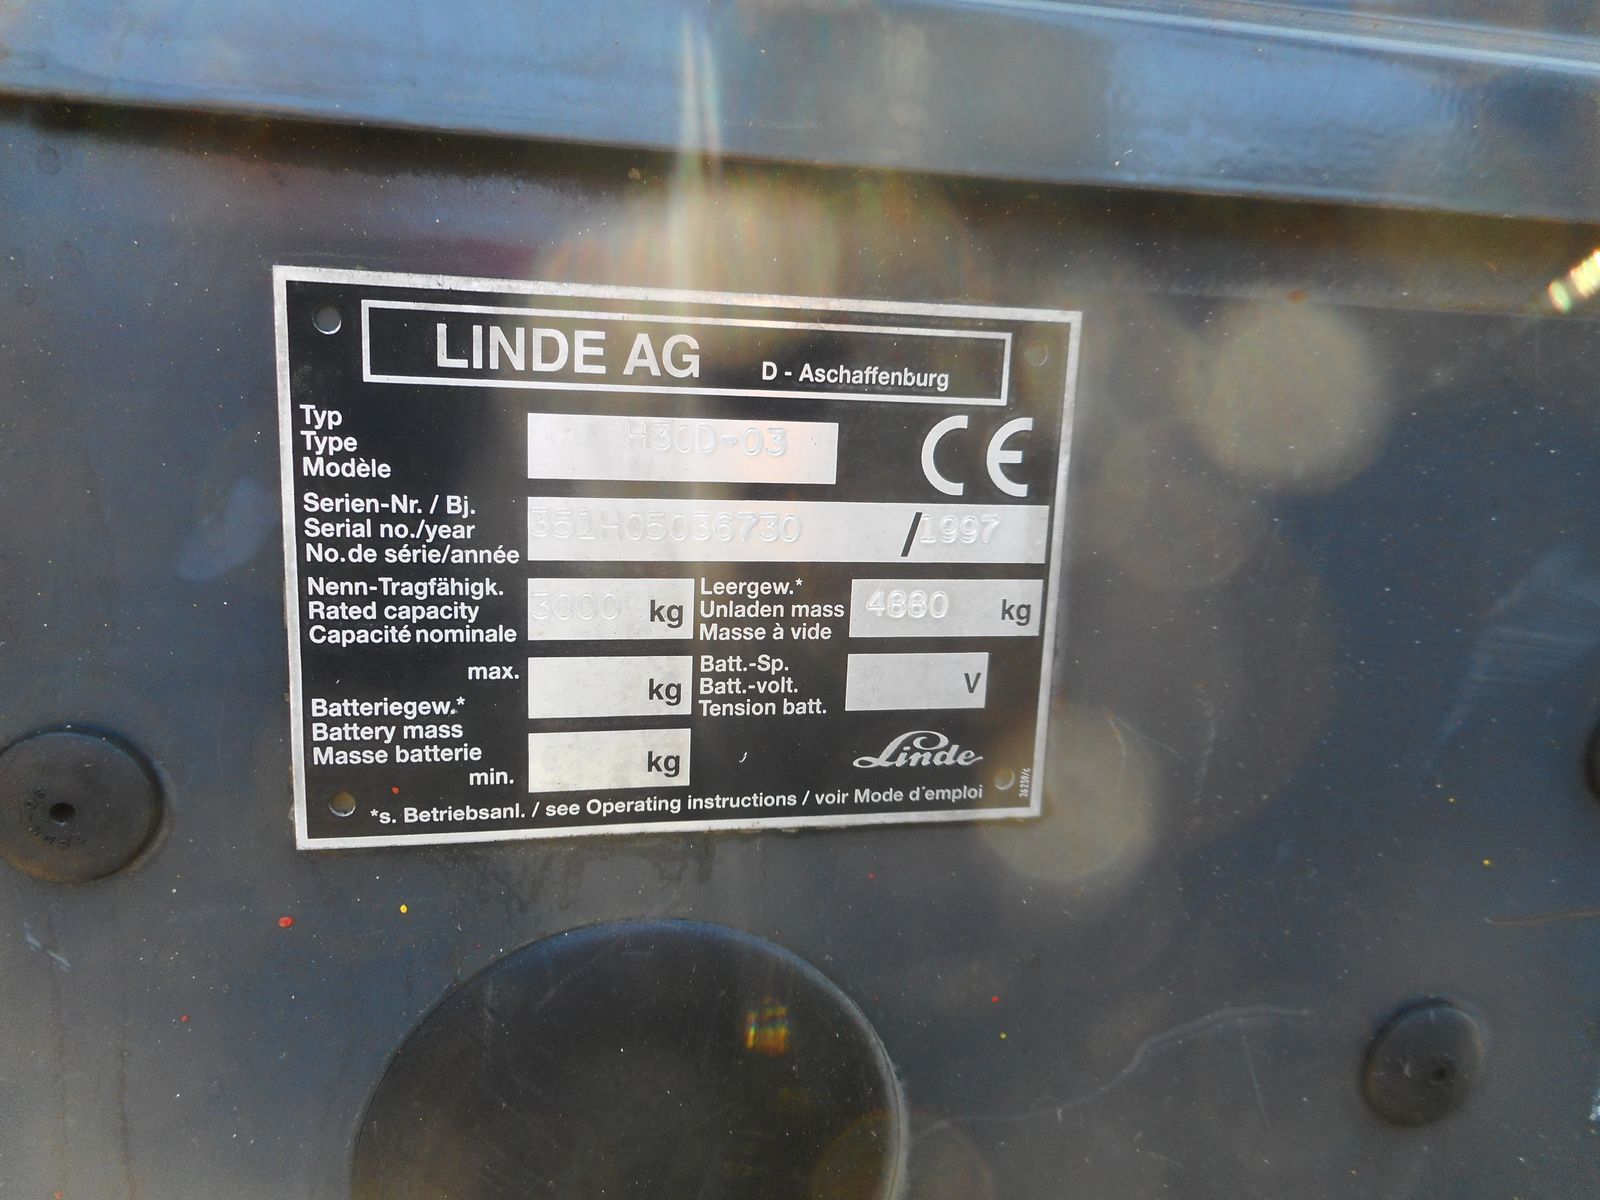 LINDE AG D - Aschaffenburg
Typ
Type H30D-03 CE
Modèle
Serien-Nr. / Bj.
Serial no./year 351H05036730 / 1997
No.de série/année
Nenn-Tragfähigk. Leergew.*
Rated capacity 3000 kg Unladen mass 4880 kg
Capacité nominale Masse à vide
max. kg Batt.-Sp.
Batt.-volt. V
Batteriegew.* Tension batt.
Battery mass
Masse batterie Linde
min. kg
*s. Betriebsanl. / see Operating instructions / voir Mode d'emploi